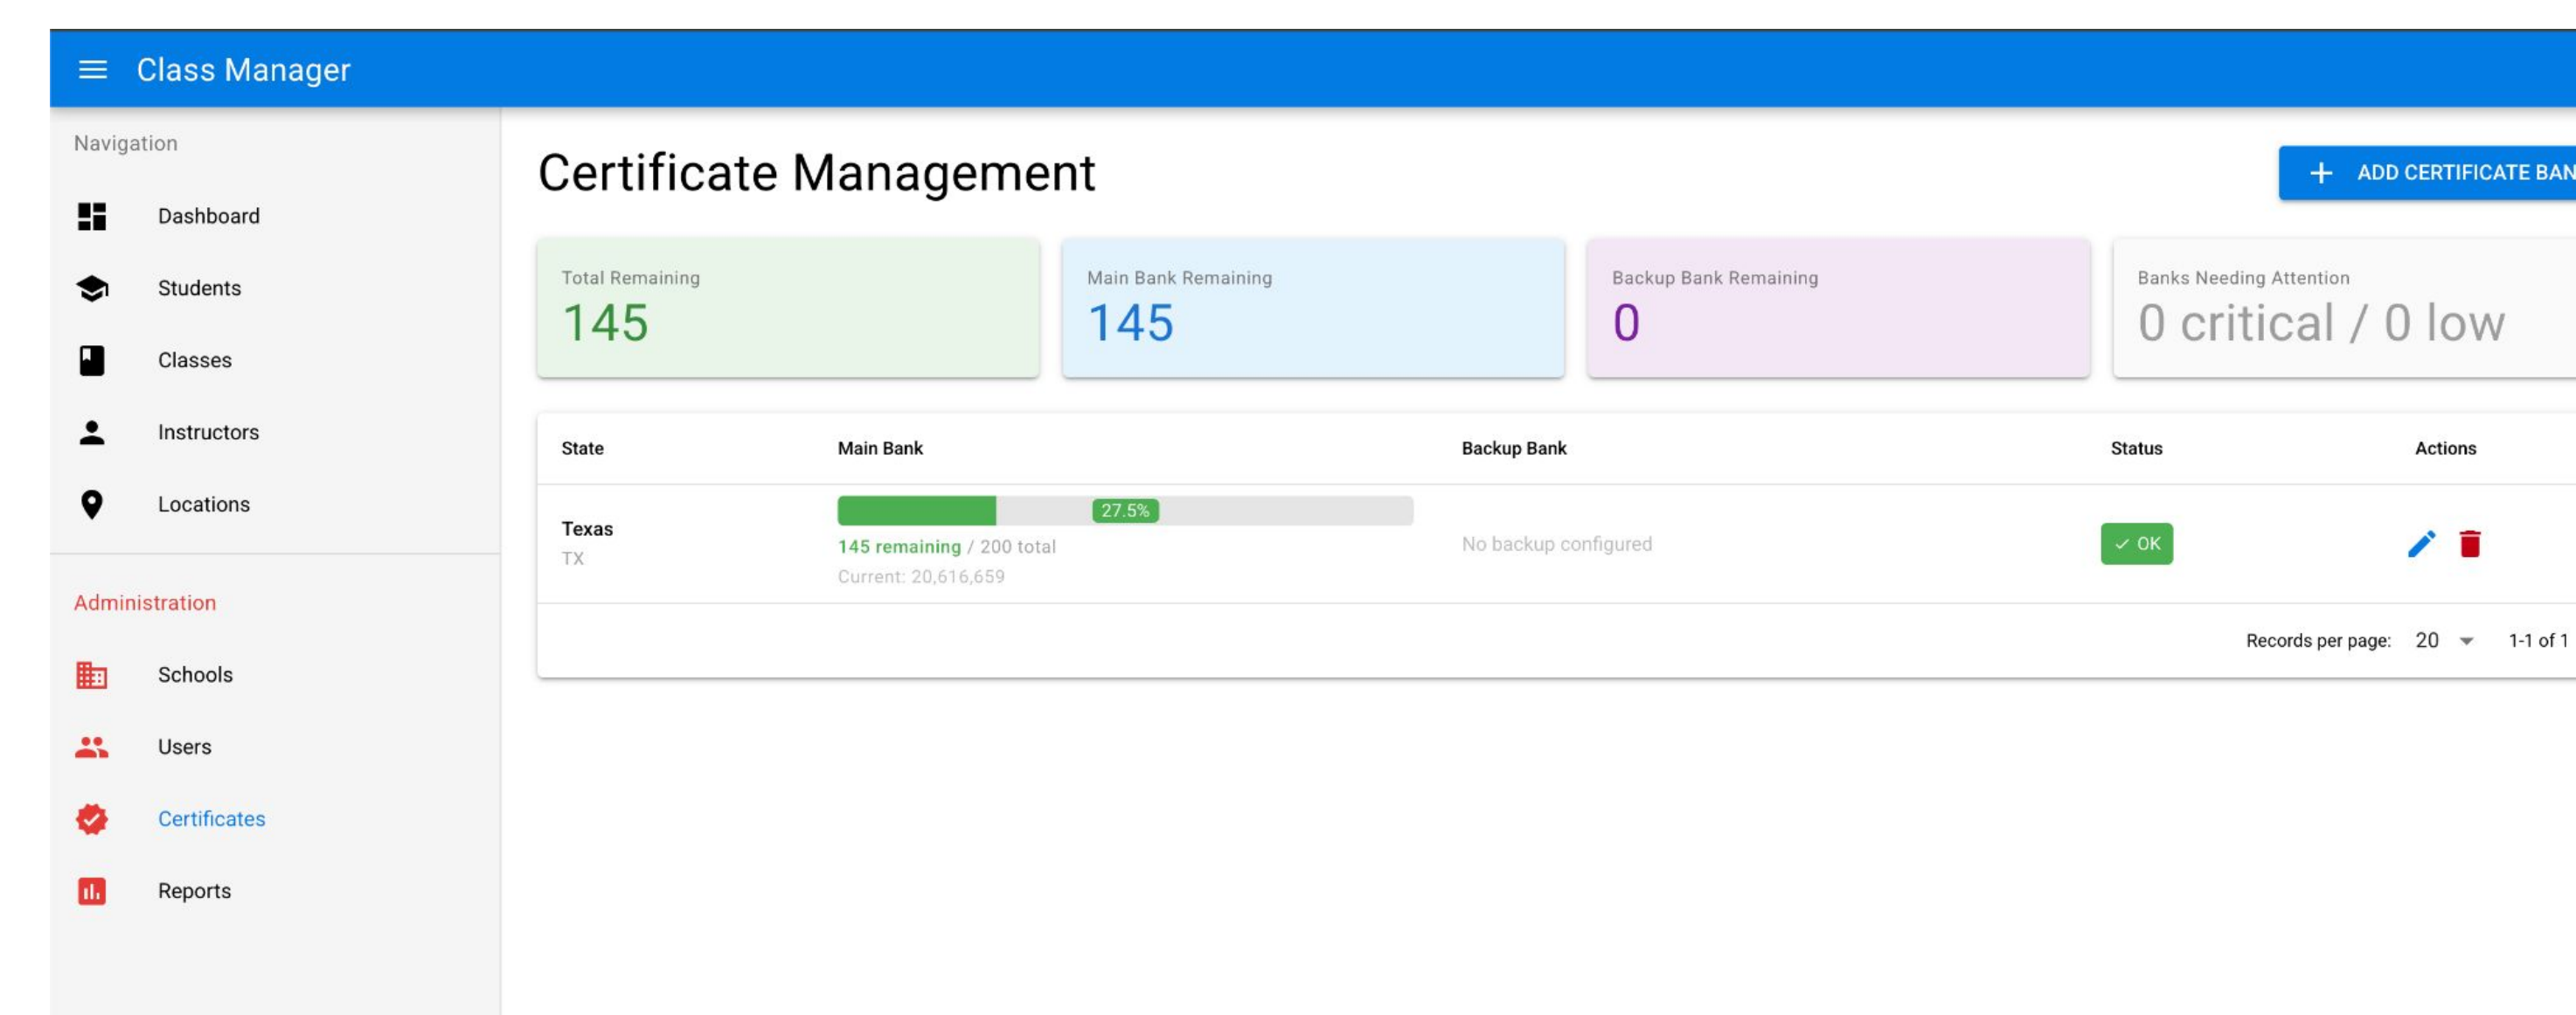 Class Manager
Navigation
Dashboard
Students
Classes
Instructors
Locations
Administration
Schools
Users
Certificates
Reports
Certificate Management
ADD CERTIFICATE BAN
Total Remaining
145
Main Bank Remaining
145
Backup Bank Remaining
0
Banks Needing Attention
0 critical / 0 low
State Main Bank Backup Bank Status Actions
Texas
TX
27.5%
145 remaining / 200 total
Current: 20,616,659
No backup configured
OK
Records per page: 20 1-1 of 1